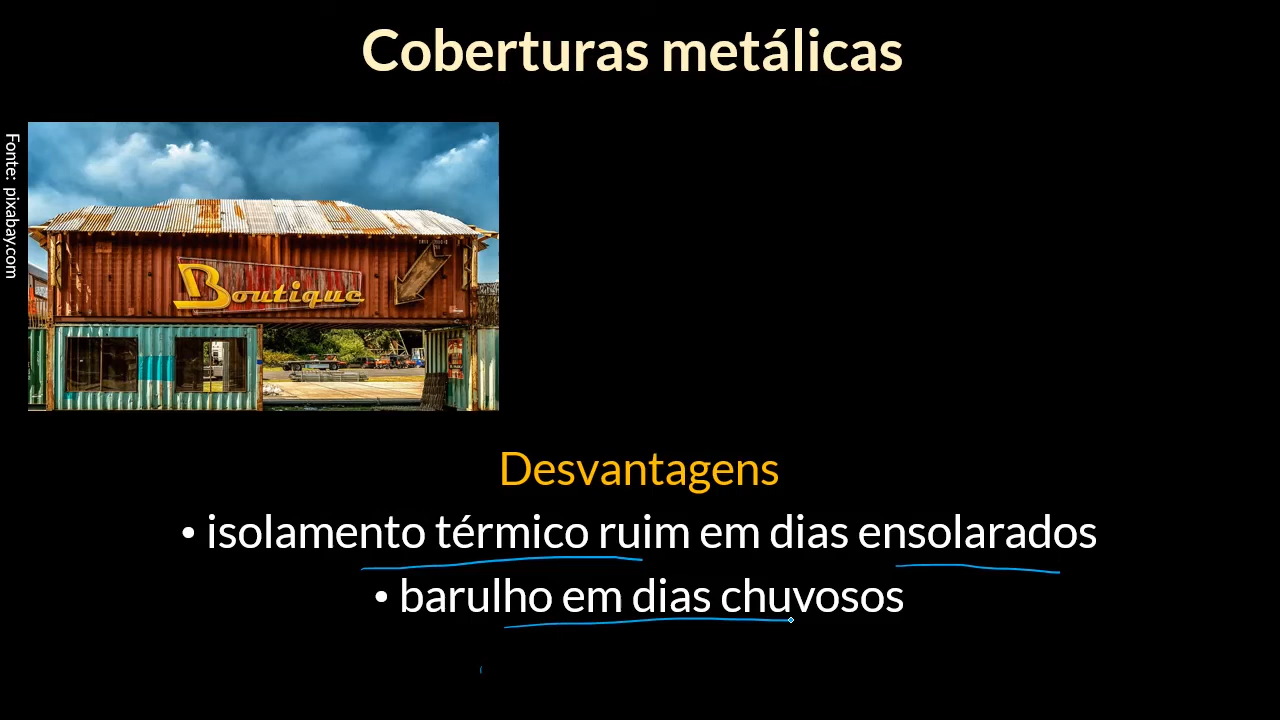 Coberturas metálicas
Fonte: pixabay.com
Boutique
Desvantagens
• isolamento térmico ruim em dias ensolarados
• barulho em dias chuvosos